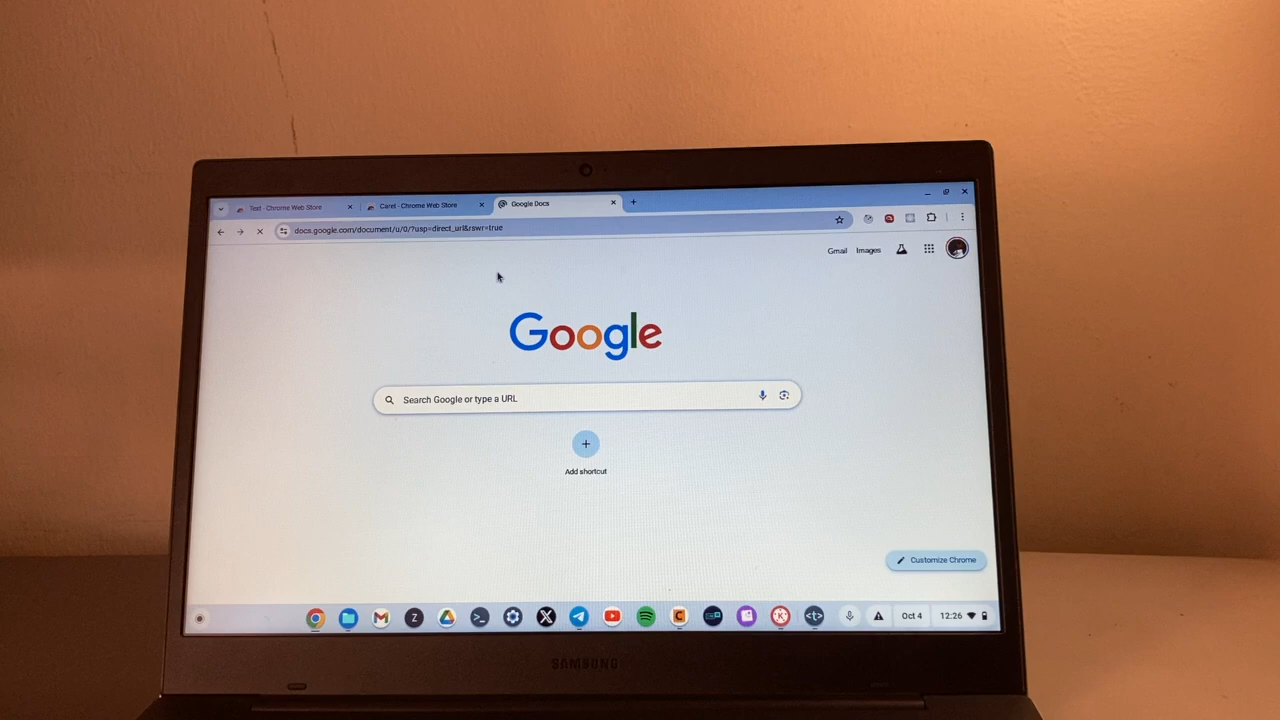 Text - Chrome Web Store
Caret - Chrome Web Store
Google Docs
docs.google.com/document/u/0/?usp=direct_url&rswr=true
Gmail Images
Google
Search Google or type a URL
Add shortcut
Customize Chrome
Z
>_
X
C
K
<t>
Oct 4
12:26
SAMSUNG